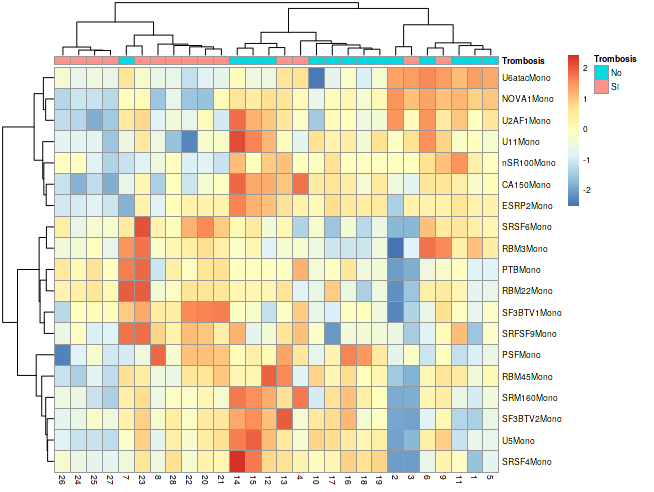 Trombosis
U6atacMono
NOVA1Mono
U2AF1Mono
U11Mono
nSR100Mono
CA150Mono
ESRP2Mono
SRSF6Mono
RBM3Mono
PTBMono
RBM22Mono
SF3BTV1Mono
SRFSF9Mono
PSFMono
RBM45Mono
SRM160Mono
SF3BTV2Mono
U5Mono
SRSF4Mono
26 24 25 27 7 23 8 28 22 20 21 14 15 12 13 4 10 17 16 18 19 2 3 6 9 11 1 5
2
1
0
-1
-2
Trombosis
No
SI